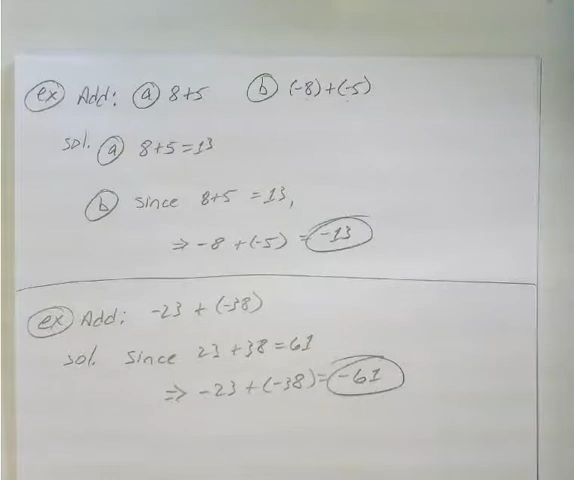 ex Add: a 8+5 b (-8)+(-5)
sol. a 8+5=13
b since 8+5 =13,
⇒ -8 +(-5) = -13
ex Add: -23 + (-38)
sol. since 23 +38 =61
⇒ -23 +(-38)= -61